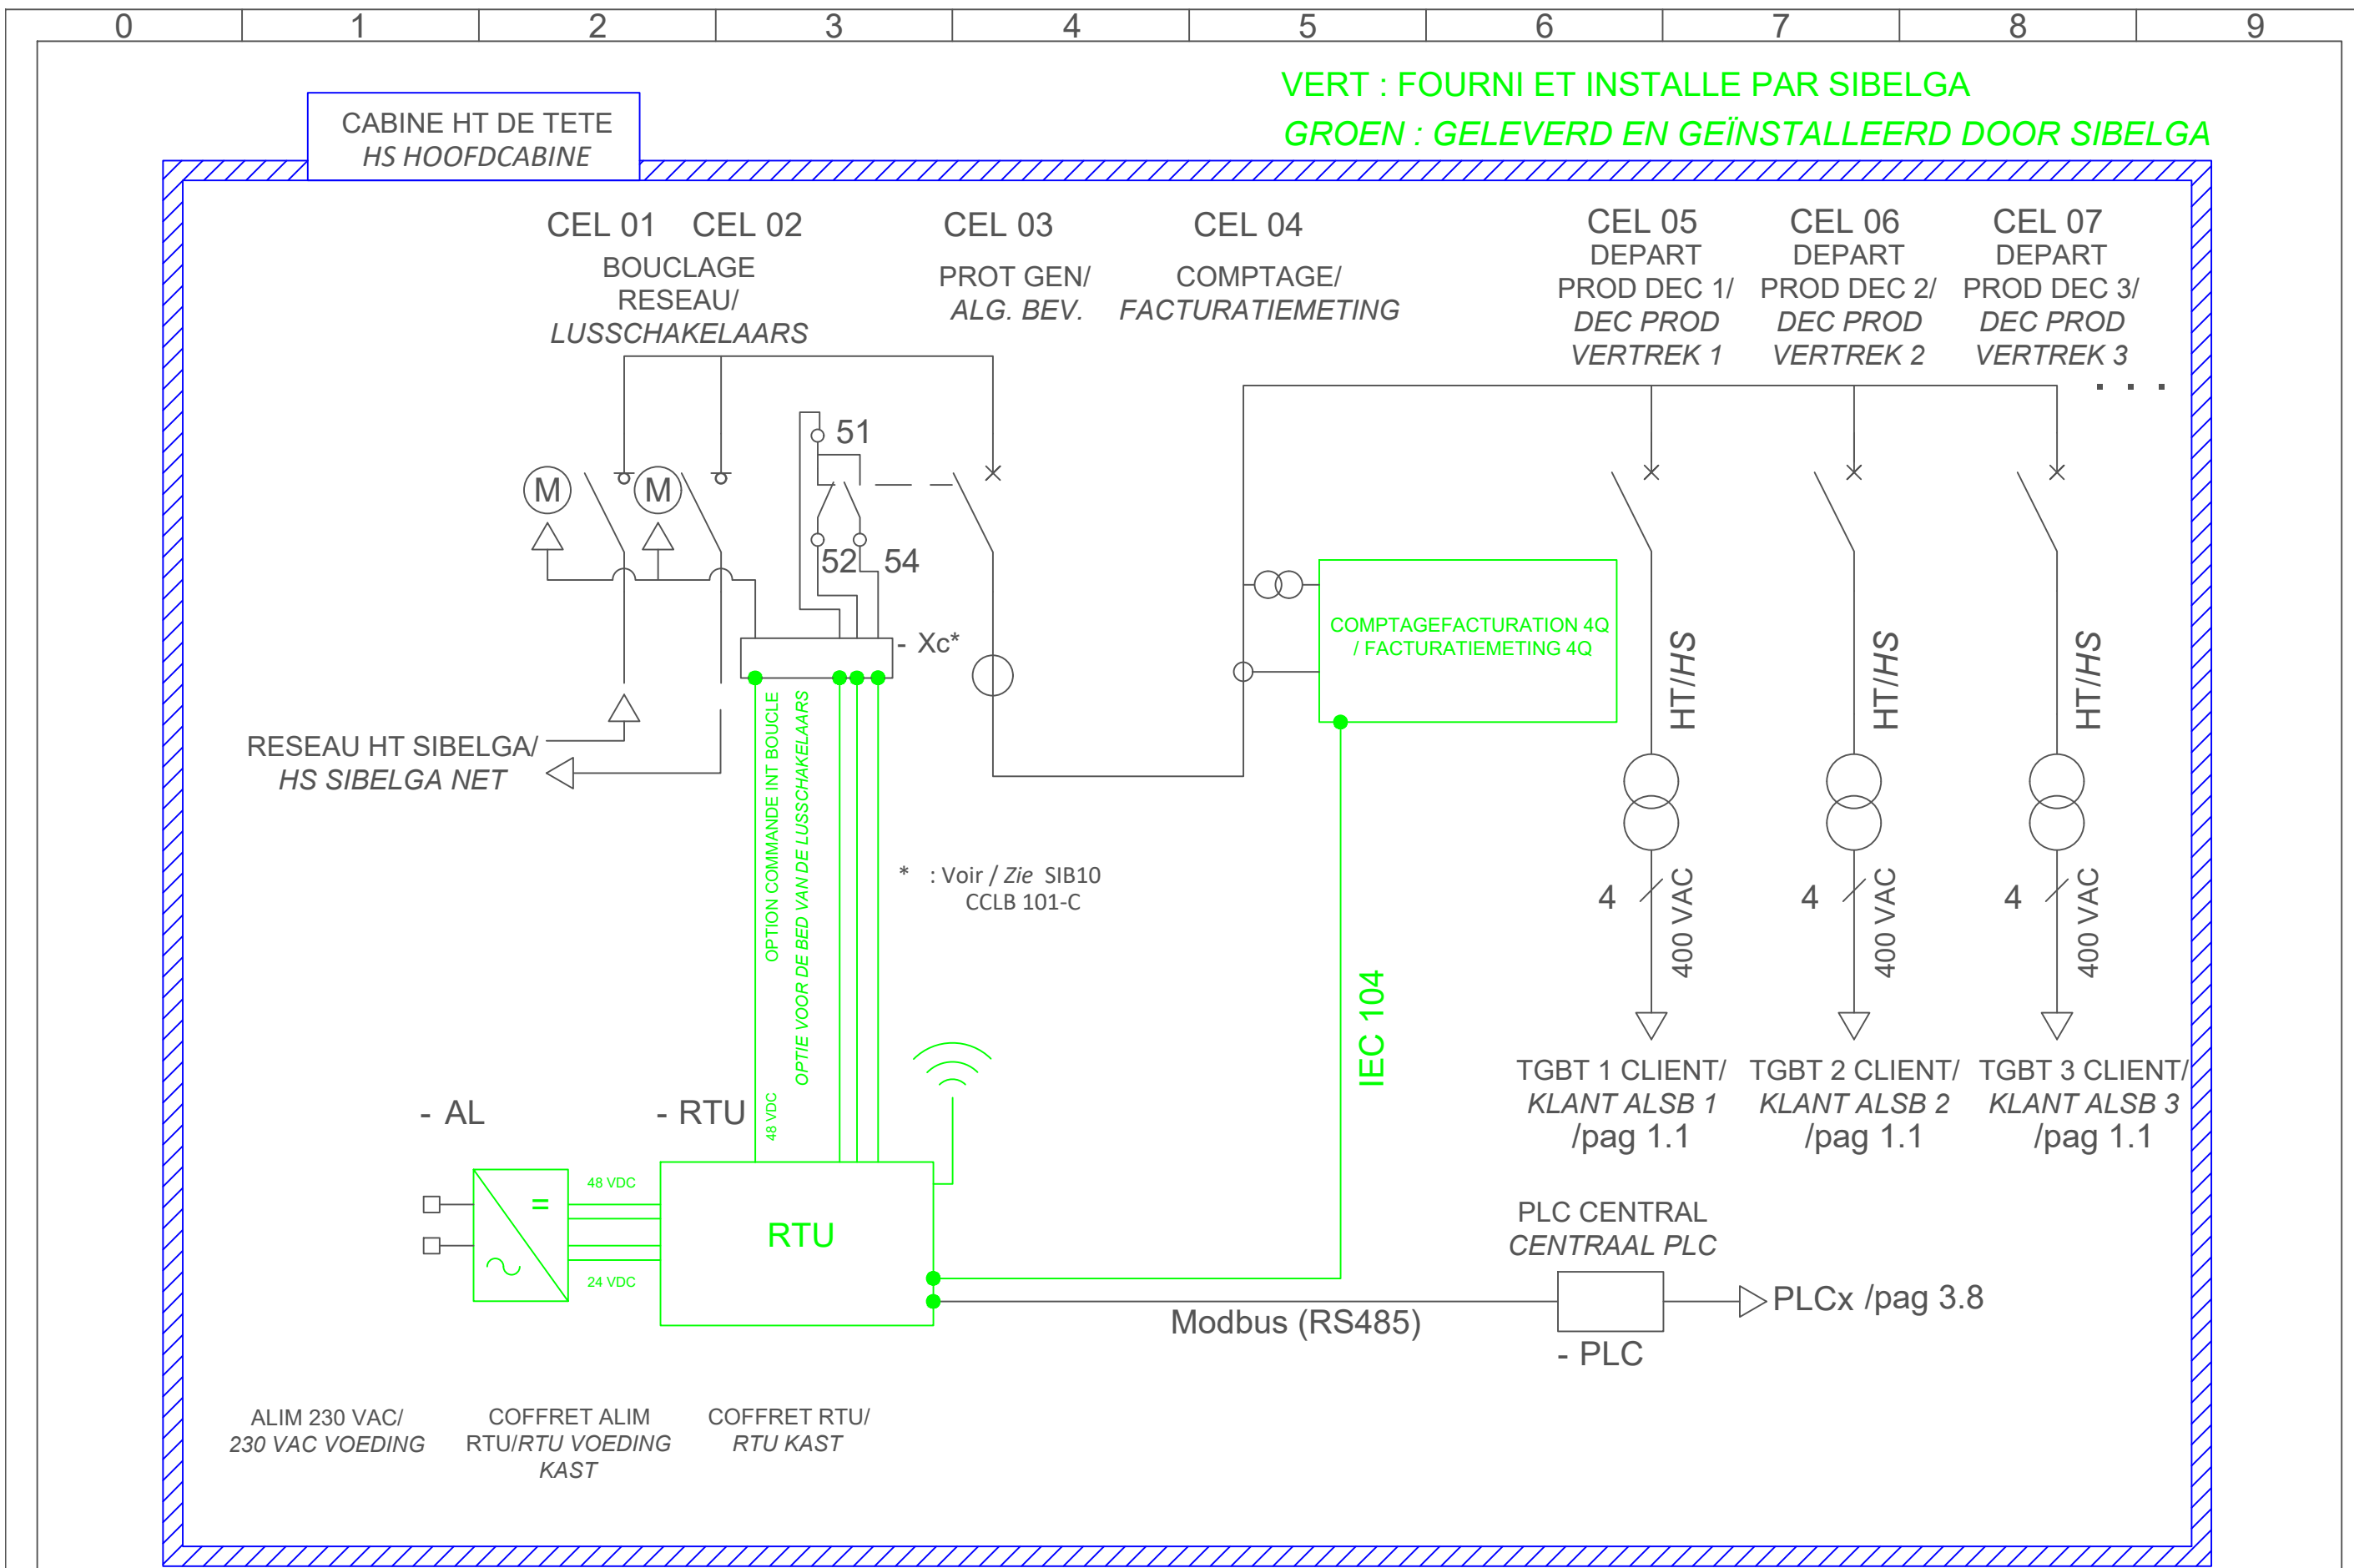 0 1 2 3 4 5 6 7 8 9
VERT : FOURNI ET INSTALLE PAR SIBELGA
GROEN : GELEVERD EN GEÏNSTALLEERD DOOR SIBELGA
CABINE HT DE TETE
HS HOOFDCABINE
CEL 01
CEL 02
BOUCLAGE
RESEAU/
LUSSCHAKELAARS
CEL 03
PROT GEN/
ALG. BEV.
CEL 04
COMPTAGE/
FACTURATIEMETING
CEL 05
DEPART
PROD DEC 1/
DEC PROD
VERTREK 1
CEL 06
DEPART
PROD DEC 2/
DEC PROD
VERTREK 2
CEL 07
DEPART
PROD DEC 3/
DEC PROD
VERTREK 3
. . .
M
M
51
52
54
- Xc*
COMPTAGEFACTURATION 4Q
/ FACTURATIEMETING 4Q
HT/HS
HT/HS
HT/HS
RESEAU HT SIBELGA/
HS SIBELGA NET
OPTION COMMANDE INT BOUCLE
OPTIE VOOR DE BED VAN DE LUSSCHAKELAARS
48 VDC
* : Voir / Zie SIB10
CCLB 101-C
IEC 104
4
400 VAC
4
400 VAC
4
400 VAC
TGBT 1 CLIENT/
KLANT ALSB 1
/pag 1.1
TGBT 2 CLIENT/
KLANT ALSB 2
/pag 1.1
TGBT 3 CLIENT/
KLANT ALSB 3
/pag 1.1
- AL
- RTU
=
48 VDC
24 VDC
RTU
PLC CENTRAL
CENTRAAL PLC
PLCx /pag 3.8
Modbus (RS485)
- PLC
ALIM 230 VAC/
230 VAC VOEDING
COFFRET ALIM
RTU/RTU VOEDING
KAST
COFFRET RTU/
RTU KAST